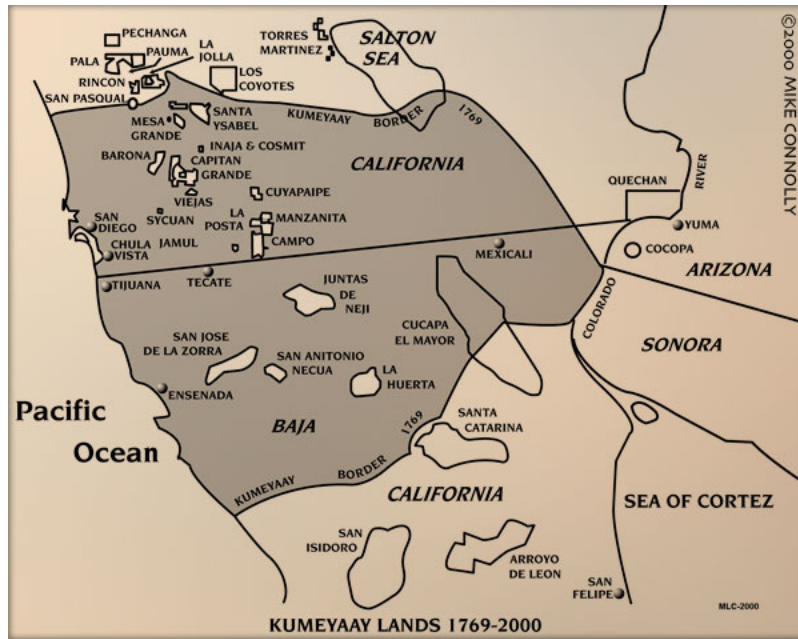 PECHANGA
PAUMA
LA
JOLLA
PALA
RINCON
SAN PASQUAL
LOS
COYOTES
TORRES
MARTINEZ
SALTON
SEA
©2000 MIKE CONNOLLY
MESA
GRANDE
SANTA
YSABEL
KUMEYAAY BORDER 1769
INAJA & COSMIT
BARONA
CAPITAN
GRANDE
CALIFORNIA
VIEJAS
CUYAPAIPE
QUECHAN
RIVER
SAN
DIEGO
SYCUAN
LA
POSTA
MANZANITA
YUMA
CHULA
VISTA
JAMUL
CAMPO
MEXICALI
COCOPA
ARIZONA
TIJUANA
TECATE
JUNTAS
DE
NEJI
COLORADO
CUCAPA
EL MAYOR
SAN JOSE
DE LA ZORRA
SAN ANITONIO
NECUA
LA
HUERTA
SONORA
ENSENADA
Pacific
Ocean
BAJA
SANTA
CATARINA
KUMEYAAY BORDER 1769
CALIFORNIA
SEA OF CORTEZ
SAN
ISIDORO
ARROYO
DE LEON
SAN
FELIPE
MLC-2000
KUMEYAAY LANDS 1769-2000